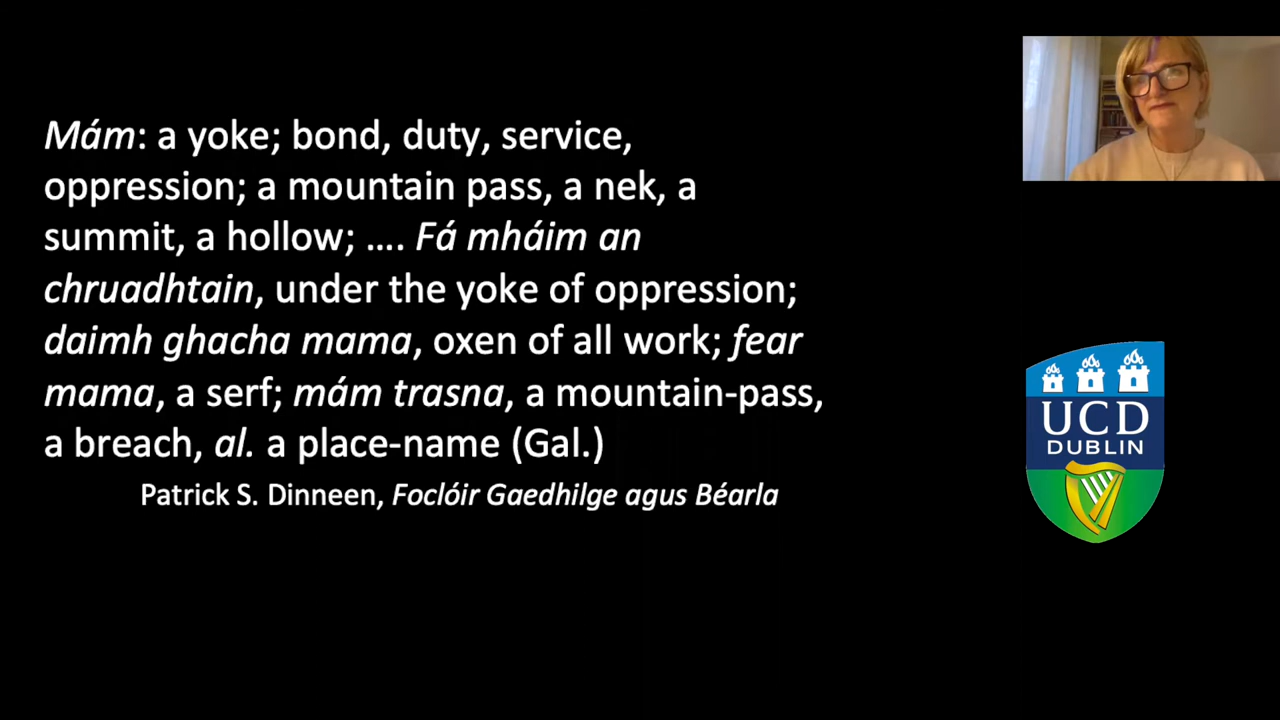 Mám: a yoke; bond, duty, service,
oppression; a mountain pass, a nek, a
summit, a hollow; …. Fá mháim an
chruadhtain, under the yoke of oppression;
daimh ghacha mama, oxen of all work; fear
mama, a serf; mám trasna, a mountain-pass,
a breach, al. a place-name (Gal.)
Patrick S. Dinneen, Foclóir Gaedhilge agus Béarla
UCD
DUBLIN